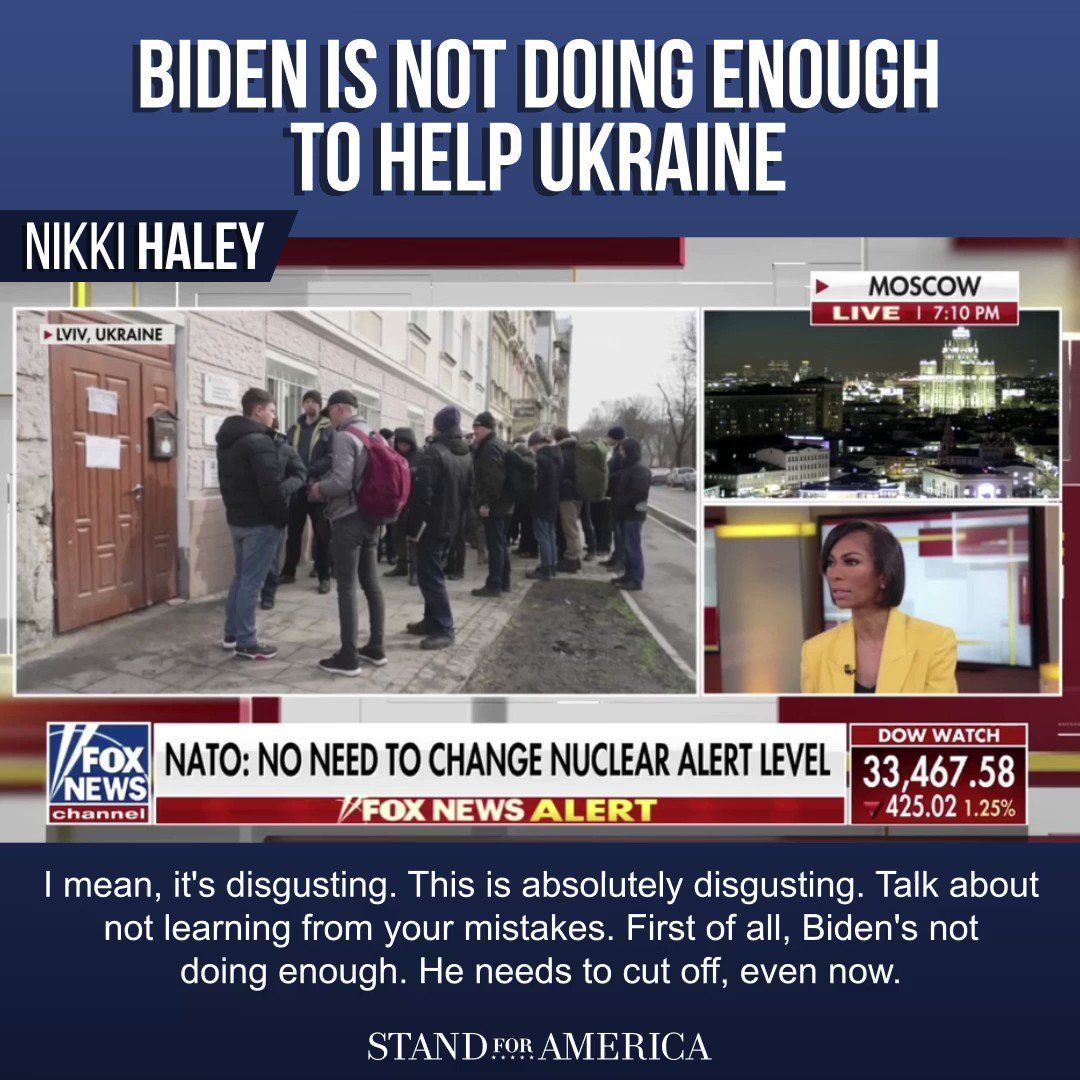 BIDEN IS NOT DOING ENOUGH
TO HELP UKRAINE
NIKKI HALEY
MOSCOW
LIVE | 7:10 PM
LVIV, UKRAINE
FOX
NEWS
channel
NATO: NO NEED TO CHANGE NUCLEAR ALERT LEVEL
FOX NEWS ALERT
DOW WATCH
33,467.58
425.02 1.25%
I mean, it's disgusting. This is absolutely disgusting. Talk about
not learning from your mistakes. First of all, Biden's not
doing enough. He needs to cut off, even now.
STAND FOR AMERICA